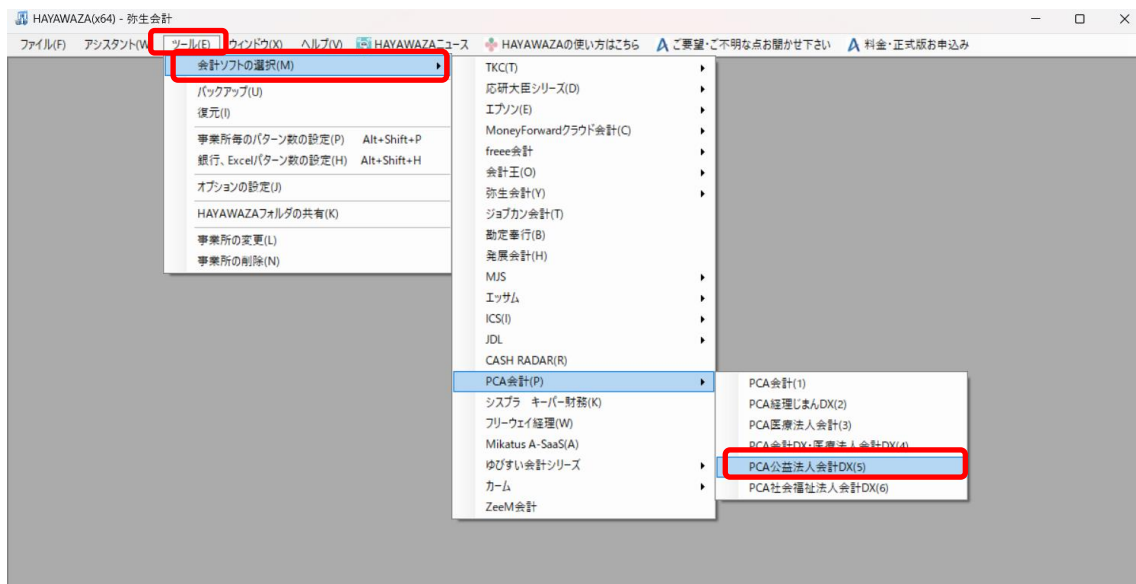 HAYAWAZA(x64) - 弥生会計
ファイル(F) アシスタント(W ツール(E) ウィンドウ(X) ヘルプ(V) HAYAWAZAニュース HAYAWAZAの使い方はこちら ご要望・ご不明な点お聞かせ下さい 料金・正式版お申込み
会計ソフトの選択(M)
バックアップ(U)
復元(I)
事業所毎のパターン数の設定(P) Alt+Shift+P
銀行、Excelパターン数の設定(H) Alt+Shift+H
オプションの設定(J)
HAYAWAZAフォルダの共有(K)
事業所の変更(L)
事業所の削除(N)
TKC(T)
応研大臣シリーズ(D)
エプソン(E)
MoneyForwardクラウド会計(C)
freee会計
会計王(O)
弥生会計(Y)
ジョブカン会計(T)
勘定奉行(B)
発展会計(H)
MJS
エッサム
ICS(I)
JDL
CASH RADAR(R)
PCA会計(P)
シスプラ キーパー財務(K)
フリーウェイ経理(W)
Mikatus A-SaaS(A)
ゆびすい会計シリーズ
カーム
ZeeM会計
PCA会計(1)
PCA経理じまんDX(2)
PCA医療法人会計(3)
PCA会計DX・医療法人会計DX(4)
PCA公益法人会計DX(5)
PCA社会福祉法人会計DX(6)